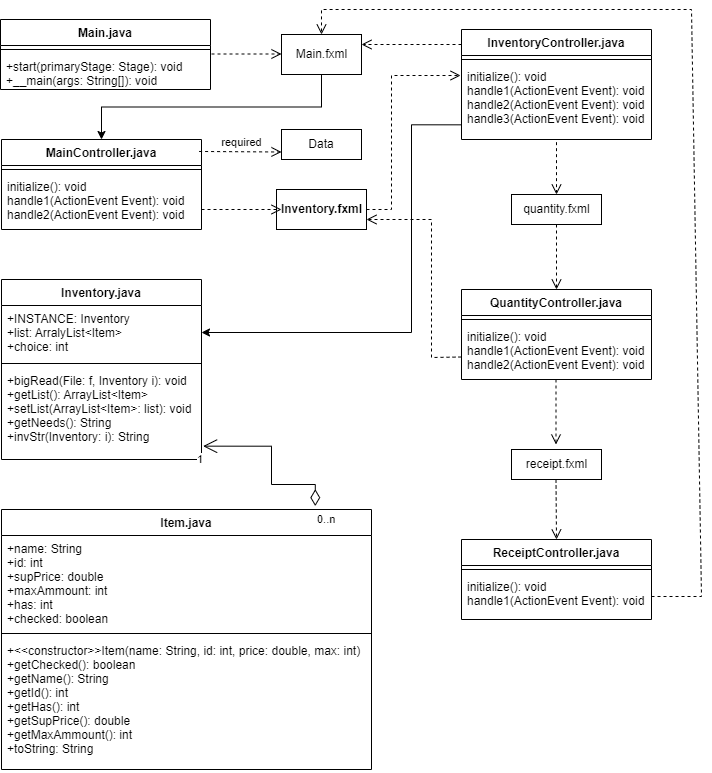 Main.java
+start(primaryStage: Stage): void
+__main(args: String[]): void
Main.fxml
InventoryController.java
initialize(): void
handle1(ActionEvent Event): void
handle2(ActionEvent Event): void
handle3(ActionEvent Event): void
MainController.java
initialize(): void
handle1(ActionEvent Event): void
handle2(ActionEvent Event): void
required
Data
Inventory.fxml
quantity.fxml
Inventory.java
+INSTANCE: Inventory
+list: ArralyList<Item>
+choice: int
+bigRead(File: f, Inventory i): void
+getList(): ArrayList<Item>
+setList(ArrayList<Item>: list): void
+getNeeds(): String
+invStr(Inventory: i): String
1
QuantityController.java
initialize(): void
handle1(ActionEvent Event): void
handle2(ActionEvent Event): void
receipt.fxml
0..n
Item.java
+name: String
+id: int
+supPrice: double
+maxAmmount: int
+has: int
+checked: boolean
+<<constructor>>Item(name: String, id: int, price: double, max: int)
+getChecked(): boolean
+getName(): String
+getId(): int
+getHas(): int
+getSupPrice(): double
+getMaxAmmount(): int
+toString: String
ReceiptController.java
initialize(): void
handle1(ActionEvent Event): void